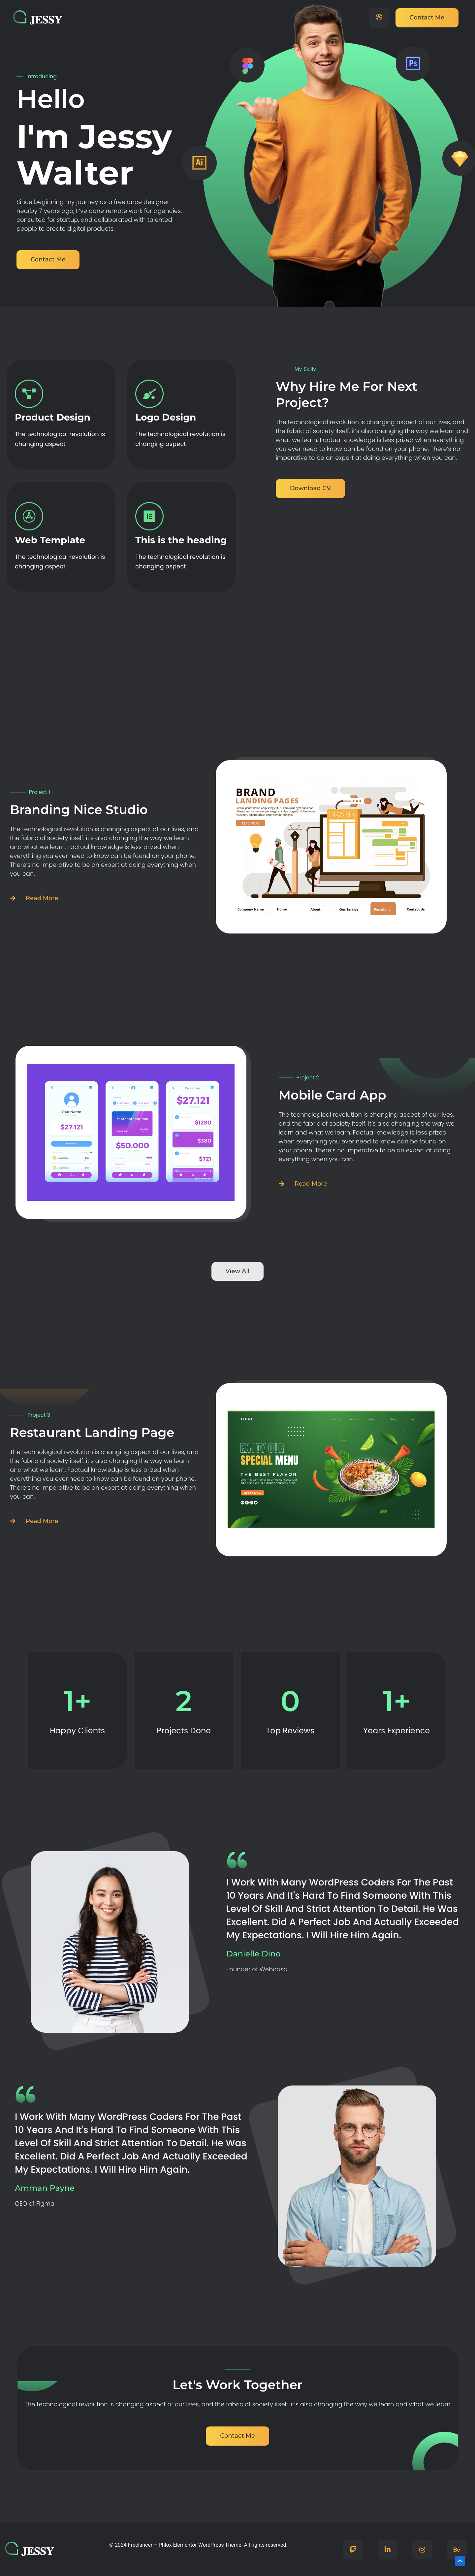 JESSY
Contact Me
Introducing
Hello
I'm Jessy
Walter
Since beginning my journey as a freelance designer
nearly 7 years ago, I 've done remote work for agencies,
consulted for startup, and collaborated with talented
people to create digital products.
Contact Me
Ps
Ai
Product Design
The technological revolution is
changing aspect
Logo Design
The technological revolution is
changing aspect
Web Template
The technological revolution is
changing aspect
This is the heading
The technological revolution is
changing aspect
My Skills
Why Hire Me For Next
Project?
The technological revolution is changing aspect of our lives, and
the fabric of society itself. it's also changing the way we learn and
what we learn. Factual knowledge is less prized when everything
you ever need to know can be found on your phone. There's no
imperative to be an expert at doing everything when you can.
Download CV
Project 1
Branding Nice Studio
The technological revolution is changing aspect of our lives, and
the fabric of society itself. it's also changing the way we learn
and what we learn. Factual knowledge is less prized when
everything you ever need to know can be found on your phone.
There's no imperative to be an expert at doing everything when
you can.
Read More
BRAND
LANDING PAGES
Company Name
Home
About
Our Service
Contact Us
Your Name
$27.121
$50.000
$27.121
$1280
$380
$721
Project 2
Mobile Card App
The technological revolution is changing aspect of our lives,
and the fabric of society itself. it's also changing the way we
learn and what we learn. Factual knowledge is less prized
when everything you ever need to know can be found on
your phone. There's no imperative to be an expert at doing
everything when you can.
Read More
View All
Project 3
Restaurant Landing Page
The technological revolution is changing aspect of our lives, and
the fabric of society itself. it's also changing the way we learn
and what we learn. Factual knowledge is less prized when
everything you ever need to know can be found on your phone.
There's no imperative to be an expert at doing everything when
you can.
Read More
LOGO
ENJOY OUR
SPECIAL MENU
THE BEST FLAVOR
Order Now
1+
Happy Clients
2
Projects Done
0
Top Reviews
1+
Years Experience
I Work With Many WordPress Coders For The Past
10 Years And It's Hard To Find Someone With This
Level Of Skill And Strict Attention To Detail. He Was
Excellent. Did A Perfect Job And Actually Exceeded
My Expectations. I Will Hire Him Again.
Danielle Dino
Founder of Webcasa
I Work With Many WordPress Coders For The Past
10 Years And It's Hard To Find Someone With This
Level Of Skill And Strict Attention To Detail. He Was
Excellent. Did A Perfect Job And Actually Exceeded
My Expectations. I Will Hire Him Again.
Amman Payne
CEO of Figma
Let's Work Together
The technological revolution is changing aspect of our lives, and the fabric of society itself. it's also changing the way we learn and what we learn
Contact Me
JESSY
© 2024 Freelancer – Phlox Elementor WordPress Theme. All rights reserved.